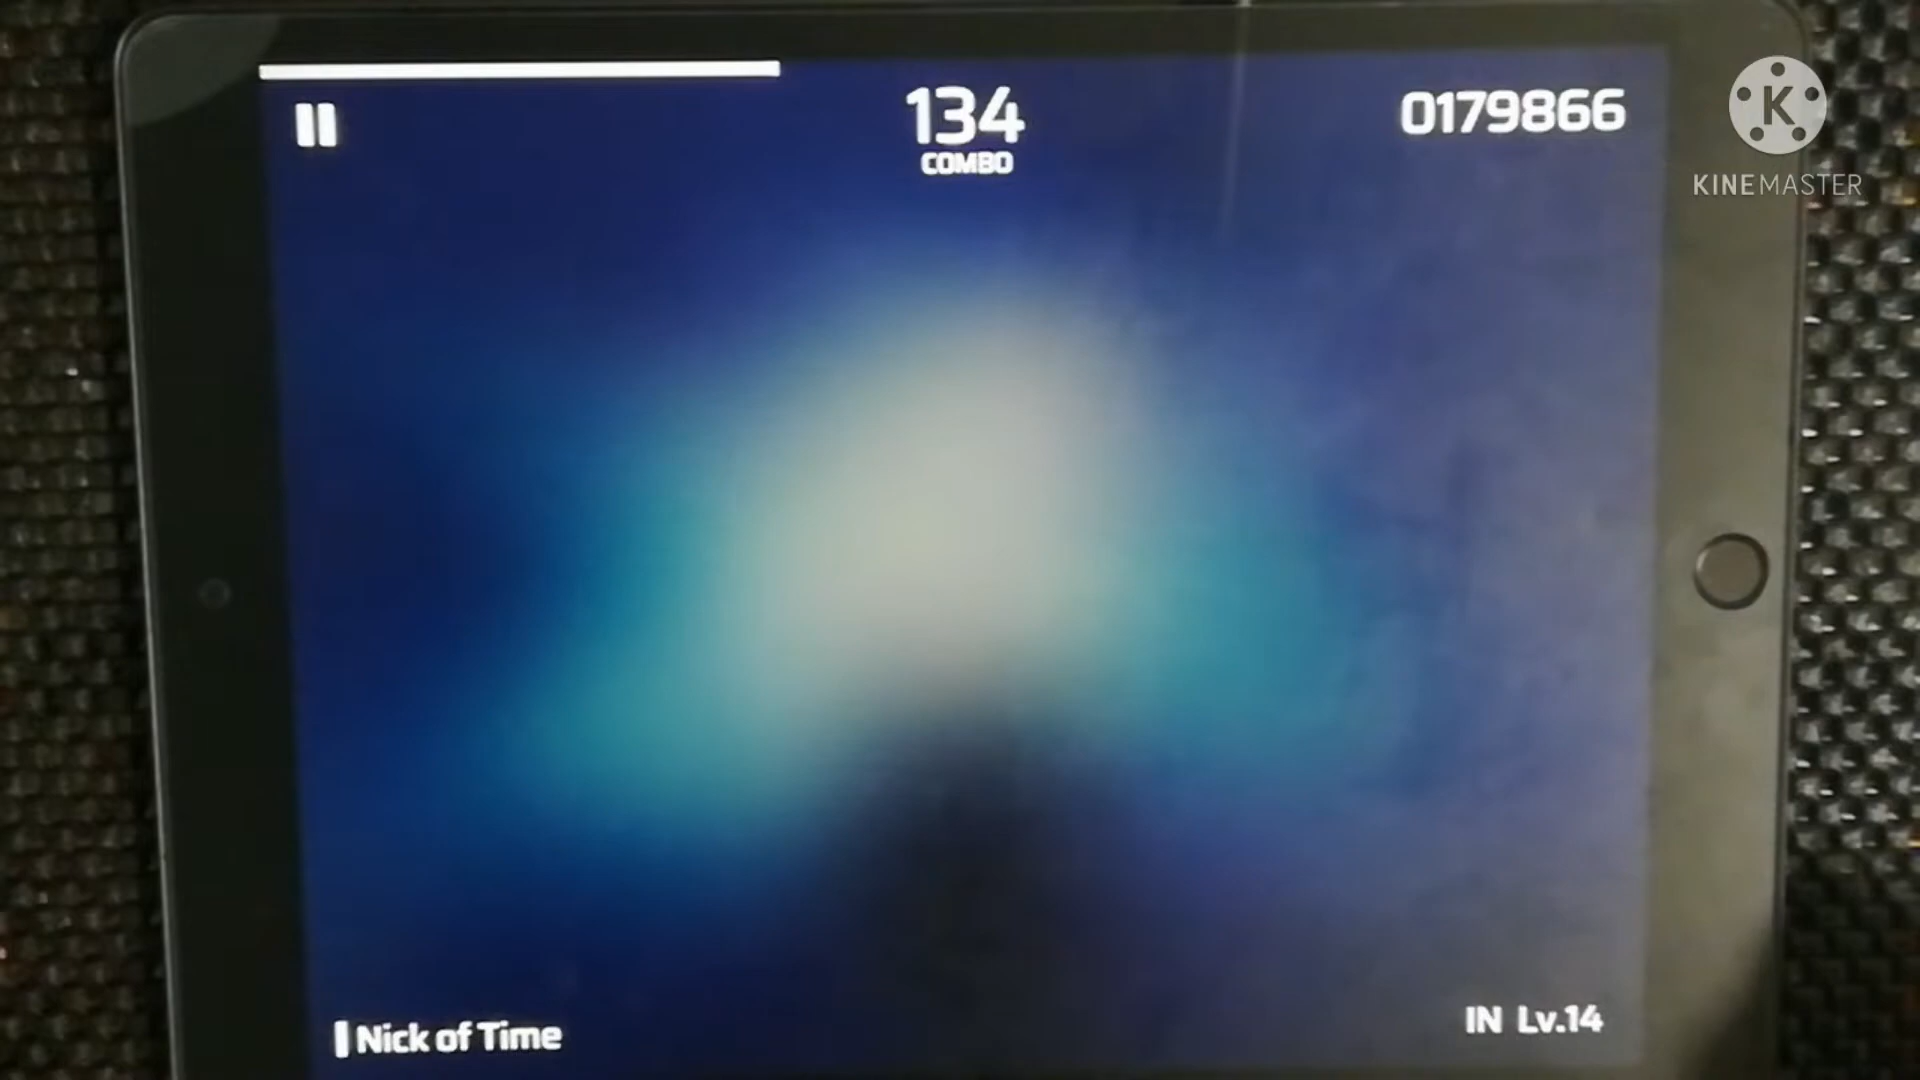 134
COMBO
0179866
K
KINEMASTER
Nick of Time
IN Lv.14